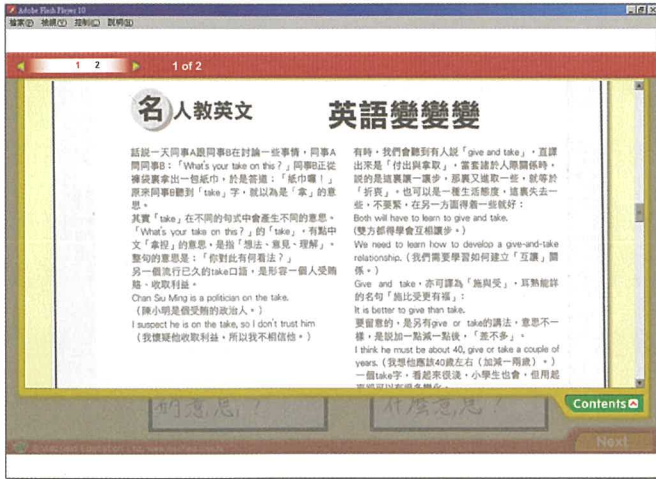 Adobe Flash Player 10
檔案(F) 檢視(V) 控制(C) 說明(H)
1 2
1 of 2
名人教英文
英語變變變
話說一天同事A跟同事B在討論一些事情，同事A
問同事B：「What's your take on this?」同事B正從
褲袋裏拿出一包紙巾，於是答道：「紙巾囉！」
原來同事B聽到「take」字，就以為是「拿」的意
思。
其實「take」在不同的句式中會產生不同的意思。
「What's your take on this?」的「take」，有點中
文「拿捏」的意思，是指「想法、意見、理解」。
整句的意思是：「你對此有何看法？」
另一個流行已久的take口語，是形容一個人受賄
賂、收取利益。
Chan Siu Ming is a politician on the take.
（陳小明是個受賄的政治人。）
I suspect he is on the take, so I don't trust him
（我懷疑他收取利益，所以我不相信他。）
有時，我們會聽到有人說「give and take」，直譯
出來是「付出與拿取」，當套諸於人際關係時，
說的是這裏讓一讓步，那裏又進取一些，就等於
「折衷」。也可以是一種生活態度，這裏失去一
些，不要緊，在另一方面得着一些就好：
Both will have to learn to give and take.
（雙方都得學會互相讓步。）
We need to learn how to develop a give-and-take
relationship.（我們需要學習如何建立「互讓」關
係。）
Give and take，亦可譯為「施與受」，耳熟能詳
的名句「施比受更有福」：
It is better to give than take.
要留意的，是另有give or take的講法，意思不一
樣，是說加一點減一點後，「差不多」。
I think he must be about 40, give or take a couple of
years.（我想他應該40歲左右（加減一兩歲）。）
一個take字，看起來很淺，小學生也會，但用起
來卻可以有很多變化。
Contents
的意思？
什麼意思？
Next